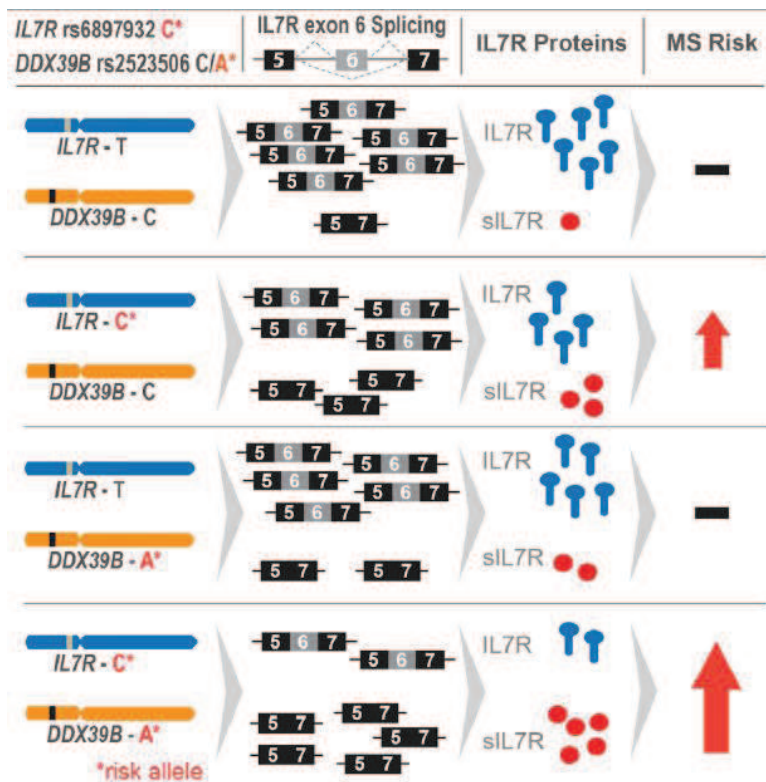 IL7R rs6897932 C*
DDX39B rs2523506 C/A*
IL7R exon 6 Splicing
5 6 7
IL7R Proteins
MS Risk
IL7R - T
DDX39B - C
5 6 7
5 6 7
5 6 7
5 6 7
5 6 7
5 6 7
5 7
IL7R
sIL7R
IL7R - C*
DDX39B - C
5 6 7
5 6 7
5 6 7
5 6 7
5 7
5 7
5 7
IL7R
sIL7R
IL7R - T
DDX39B - A*
5 6 7
5 6 7
5 6 7
5 6 7
5 6 7
5 7
5 7
IL7R
sIL7R
IL7R - C*
DDX39B - A*
*risk allele
5 6 7
5 6 7
5 7
5 7
5 7
5 7
5 7
IL7R
sIL7R